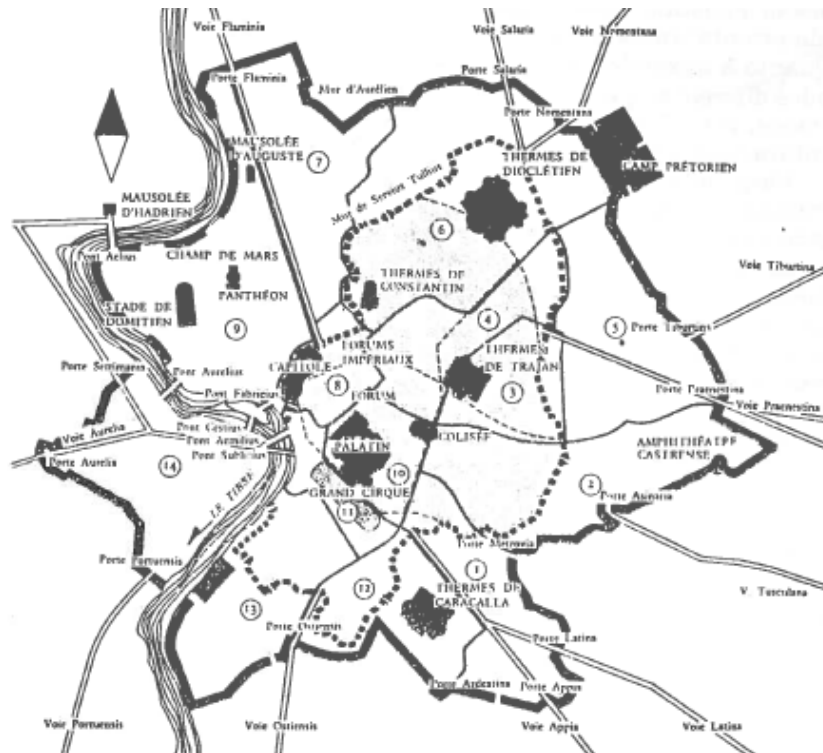 Voie Flaminia
Voie Salaria
Voie Nomentana
Porte Flaminia
Mur d'Aurélien
Porte Salaria
Porte Nomentana
MAUSOLÉE
D'AUGUSTE
7
THERMES DE
DIOCLÉTIEN
CAMP PRÉTORIEN
Mur de Servius Tullius
MAUSOLÉE
D'HADRIEN
6
Pont Aelius
CHAMP DE MARS
PANTHÉON
THERMES DE
CONSTANTIN
Voie Tiburtina
STADE DE
DOMITIEN
9
4
5
Porte Tiburtina
FORUMS
IMPÉRIAUX
THERMES
DE TRAJAN
Porte Settimiana
Pont Aurelius
CAPITOLE
8
3
Porte Praenestina
Pont Fabricius
FORUM
Voie Praenestina
Pont Cestius
Voie Aurelia
Pont Aemilius
PALATIN
COLISÉE
AMPHITHÉATRE
CASTRENSE
Porte Aurelia
14
Pont Sublicius
10
LE TIBRE
GRAND CIRQUE
2
Porte Asinaria
11
Porte Metrovia
Porte Portuensis
1
12
THERMES DE
CARACALLA
V. Tusculana
13
Porte Ostiensis
Porte Latina
Porte Ardentina
Porte Appia
Voie Portuensis
Voie Ostiensis
Voie Appia
Voie Latina